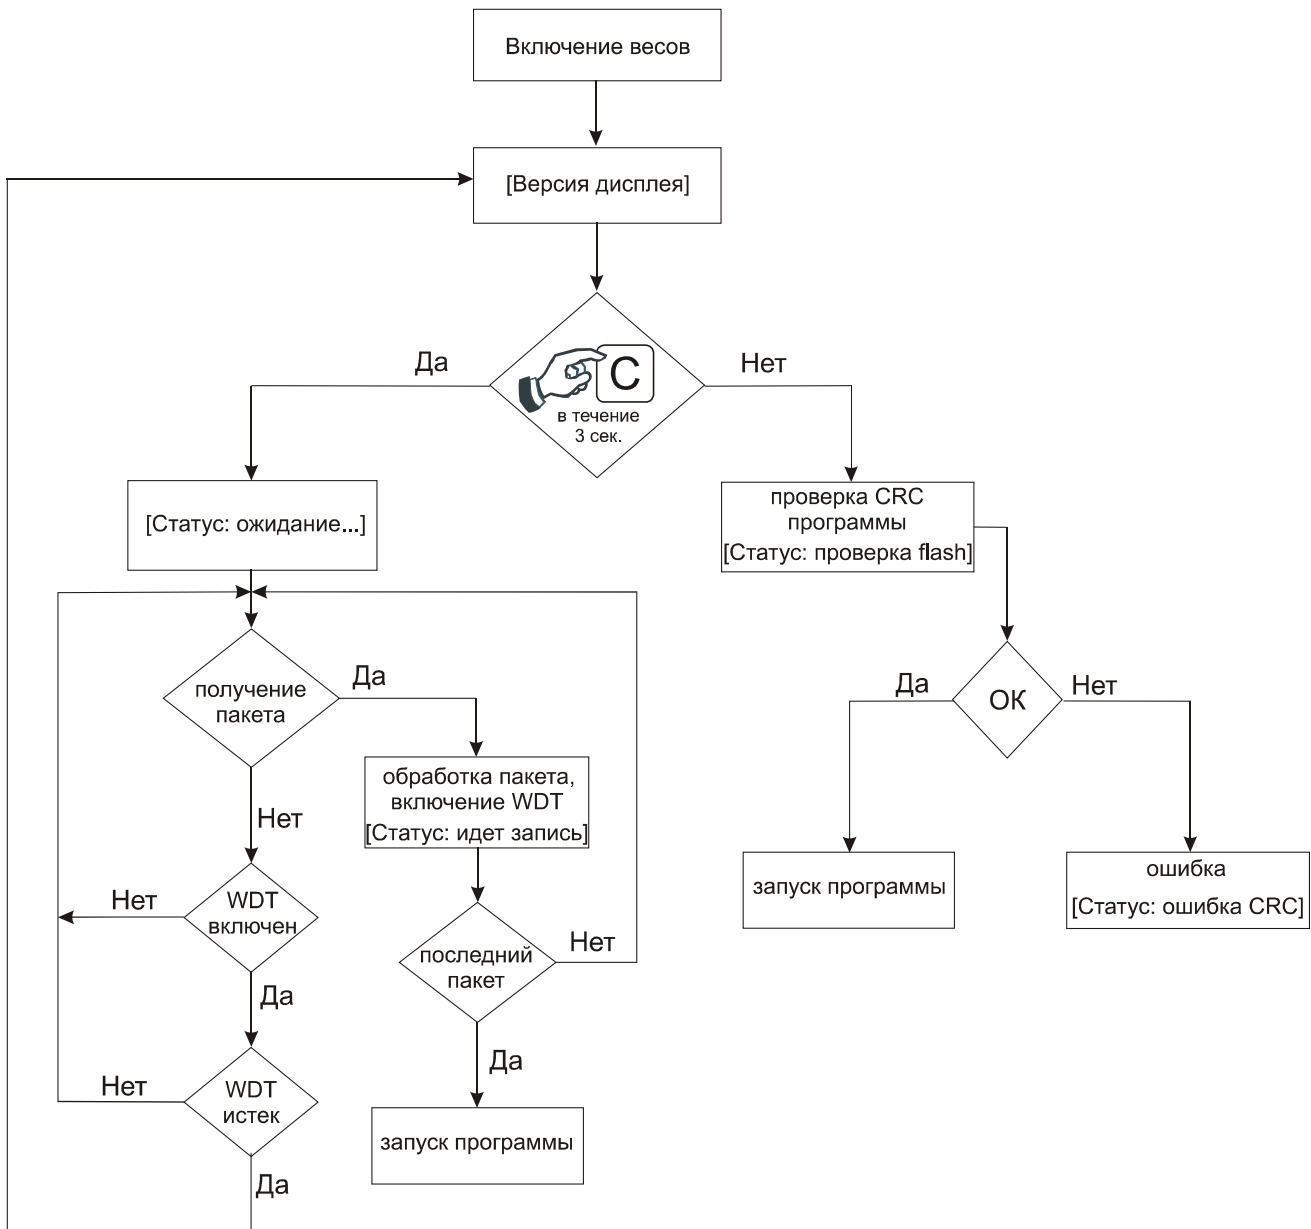 Включение весов
[Версия дисплея]
Да
Нет
C
в течение
3 сек.
[Статус: ожидание...]
проверка CRC
программы
[Статус: проверка flash]
получение
пакета
Да
Да
ОК
Нет
обработка пакета,
включение WDT
[Статус: идет запись]
Нет
запуск программы
ошибка
[Статус: ошибка CRC]
Нет
WDT
включен
последний
пакет
Нет
Да
Нет
WDT
истек
Да
запуск программы
Да